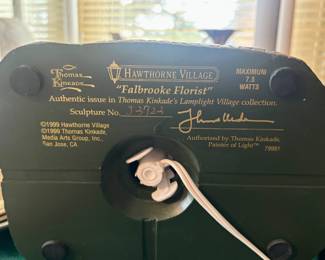 Thomas
Kinkade
HAWTHORNE VILLAGE
MAXIMUM
7.5
WATTS
"Falbrooke Florist"
Authentic issue in Thomas Kinkade's Lamplight Village collection.
Sculpture No.
©1999 Hawthorne Village
©1999 Thomas Kinkade,
Media Arts Group, Inc.,
San Jose, CA
Authorized by Thomas Kinkade,
Painter of Light™
79981